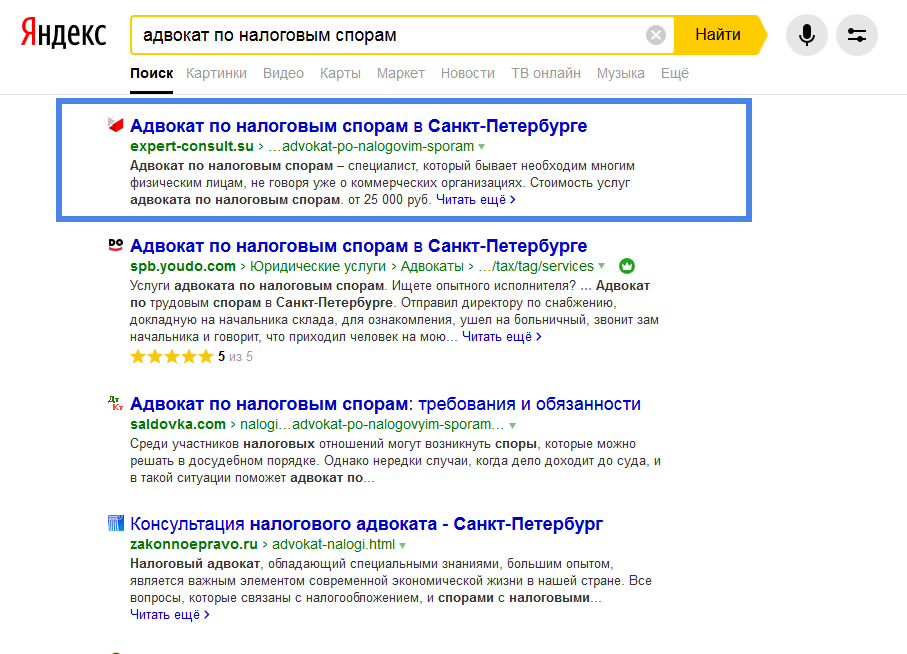 Яндекс
адвокат по налоговым спорам
Найти
Поиск Картинки Видео Карты Маркет Новости ТВ онлайн Музыка Ещё
Адвокат по налоговым спорам в Санкт-Петербурге
expert-consult.su › …advokat-po-nalogovim-sporam
Адвокат по налоговым спорам – специалист, который бывает необходим многим
физическим лицам, не говоря уже о коммерческих организациях. Стоимость услуг
адвоката по налоговым спорам. от 25 000 руб. Читать ещё ›
DO Адвокат по налоговым спорам в Санкт-Петербурге
spb.youdo.com › Юридические услуги › Адвокаты › …/tax/tag/services
Услуги адвоката по налоговым спорам. Ищете опытного исполнителя? ... Адвокат
по трудовым спорам в Санкт-Петербурге. Отправил директору по снабжению,
докладную на начальника склада, для ознакомления, ушел на больничный, звонит зам
начальника и говорит, что приходил человек на мою... Читать ещё ›
5 из 5
Дт Кт Адвокат по налоговым спорам: требования и обязанности
saldovka.com › nalogi…advokat-po-nalogovyim-sporam…
Среди участников налоговых отношений могут возникнуть споры, которые можно
решать в досудебном порядке. Однако нередки случаи, когда дело доходит до суда, и
в такой ситуации поможет адвокат по...
Консультация налогового адвоката - Санкт-Петербург
zakonnoepravo.ru › advokat-nalogi.html
Налоговый адвокат, обладающий специальными знаниями, большим опытом,
является важным элементом современной экономической жизни в нашей стране. Все
вопросы, которые связаны с налогообложением, и спорами с налоговыми...
Читать ещё ›